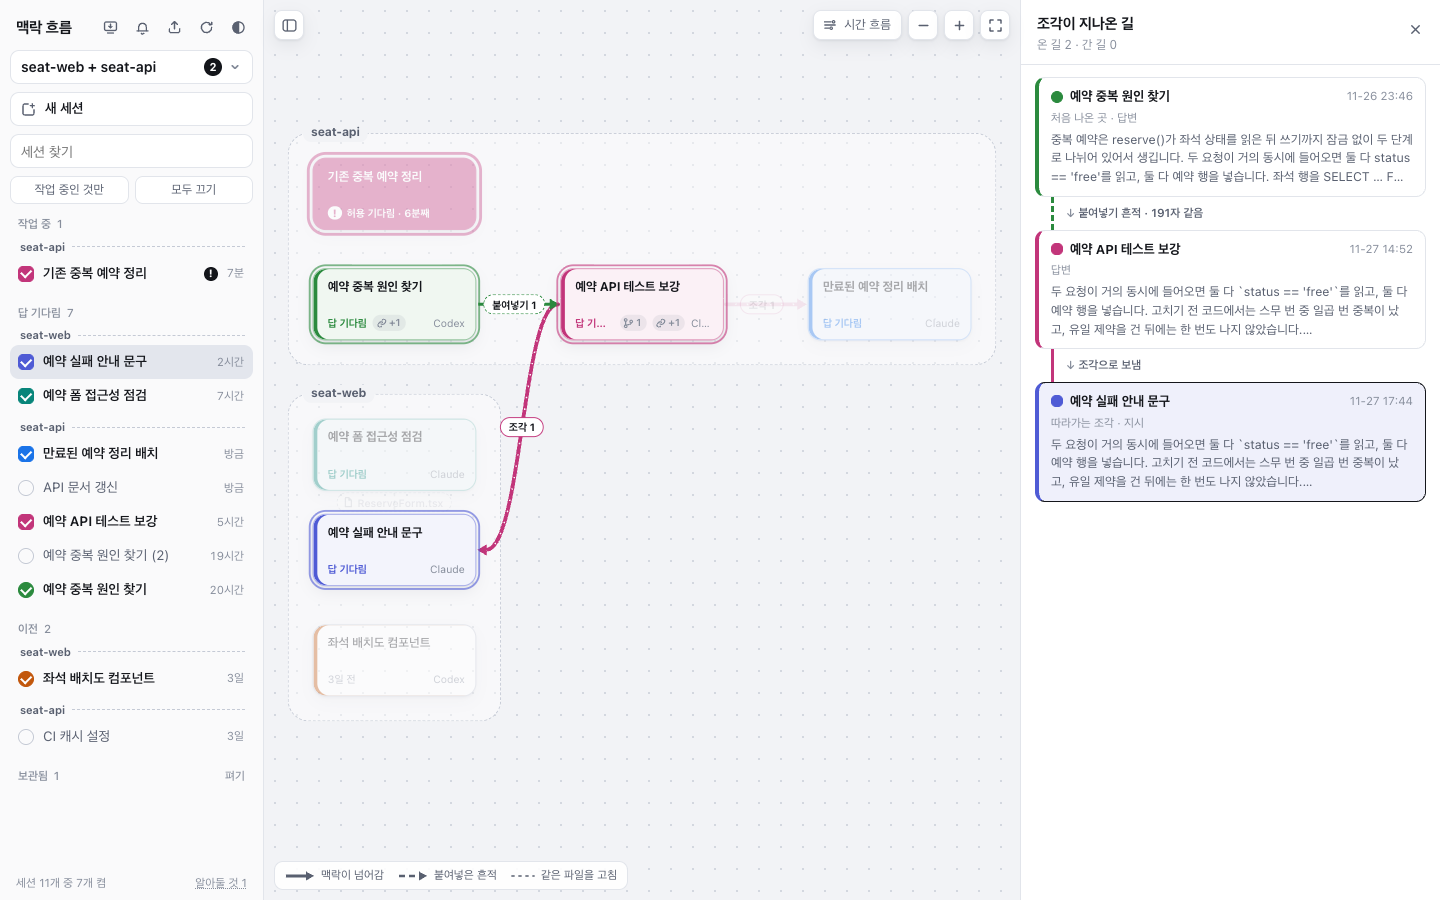 맥락 흐름
seat-web + seat-api 2
새 세션
세션 찾기
작업 중인 것만
모두 끄기
작업 중 1
seat-api
기존 중복 예약 정리 ! 7분
답 기다림 7
seat-web
예약 실패 안내 문구 2시간
예약 폼 접근성 점검 7시간
seat-api
만료된 예약 정리 배치 방금
API 문서 갱신 방금
예약 API 테스트 보강 5시간
예약 중복 원인 찾기 (2) 19시간
예약 중복 원인 찾기 20시간
이전 2
seat-web
좌석 배치도 컴포넌트 3일
seat-api
CI 캐시 설정 3일
보관됨 1 펴기
세션 11개 중 7개 켬 알아둘 것 1
시간 흐름
seat-api
기존 중복 예약 정리
! 허용 기다림 · 6분째
예약 중복 원인 찾기
답 기다림 +1 Codex
붙여넣기 1
예약 API 테스트 보강
답 기... 1 +1 Cl...
조각 1
만료된 예약 정리 배치
답 기다림 Claude
seat-web
예약 폼 접근성 점검
답 기다림 Claude
조각 1
ReserveForm.tsx
예약 실패 안내 문구
답 기다림 Claude
좌석 배치도 컴포넌트
3일 전 Codex
맥락이 넘어감
붙여넣은 흔적
같은 파일을 고침
조각이 지나온 길
온 길 2 · 간 길 0
예약 중복 원인 찾기 11-26 23:46
처음 나온 곳 · 답변
중복 예약은 reserve()가 좌석 상태를 읽은 뒤 쓰기까지 잠금 없이 두 단계
로 나뉘어 있어서 생깁니다. 두 요청이 거의 동시에 들어오면 둘 다 status
== 'free'를 읽고, 둘 다 예약 행을 넣습니다. 좌석 행을 SELECT ... F...
↓ 붙여넣기 흔적 · 191자 같음
예약 API 테스트 보강 11-27 14:52
답변
두 요청이 거의 동시에 들어오면 둘 다 `status == 'free'`를 읽고, 둘 다
예약 행을 넣습니다. 고치기 전 코드에서는 스무 번 중 일곱 번 중복이 났
고, 유일 제약을 건 뒤에는 한 번도 나지 않았습니다....
↓ 조각으로 보냄
예약 실패 안내 문구 11-27 17:44
따라가는 조각 · 지시
두 요청이 거의 동시에 들어오면 둘 다 `status == 'free'`를 읽고, 둘 다
예약 행을 넣습니다. 고치기 전 코드에서는 스무 번 중 일곱 번 중복이 났
고, 유일 제약을 건 뒤에는 한 번도 나지 않았습니다....